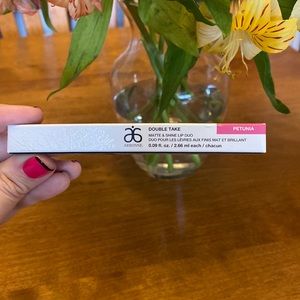 DOUBLE TAKE
MATTE & SHINE LIP DUO
DUO POUR LES LÈVRES AUX FINIS MAT ET BRILLANT
0.09 fl. oz. / 2.66 ml each / chacun
ARBONNE
PETUNIA